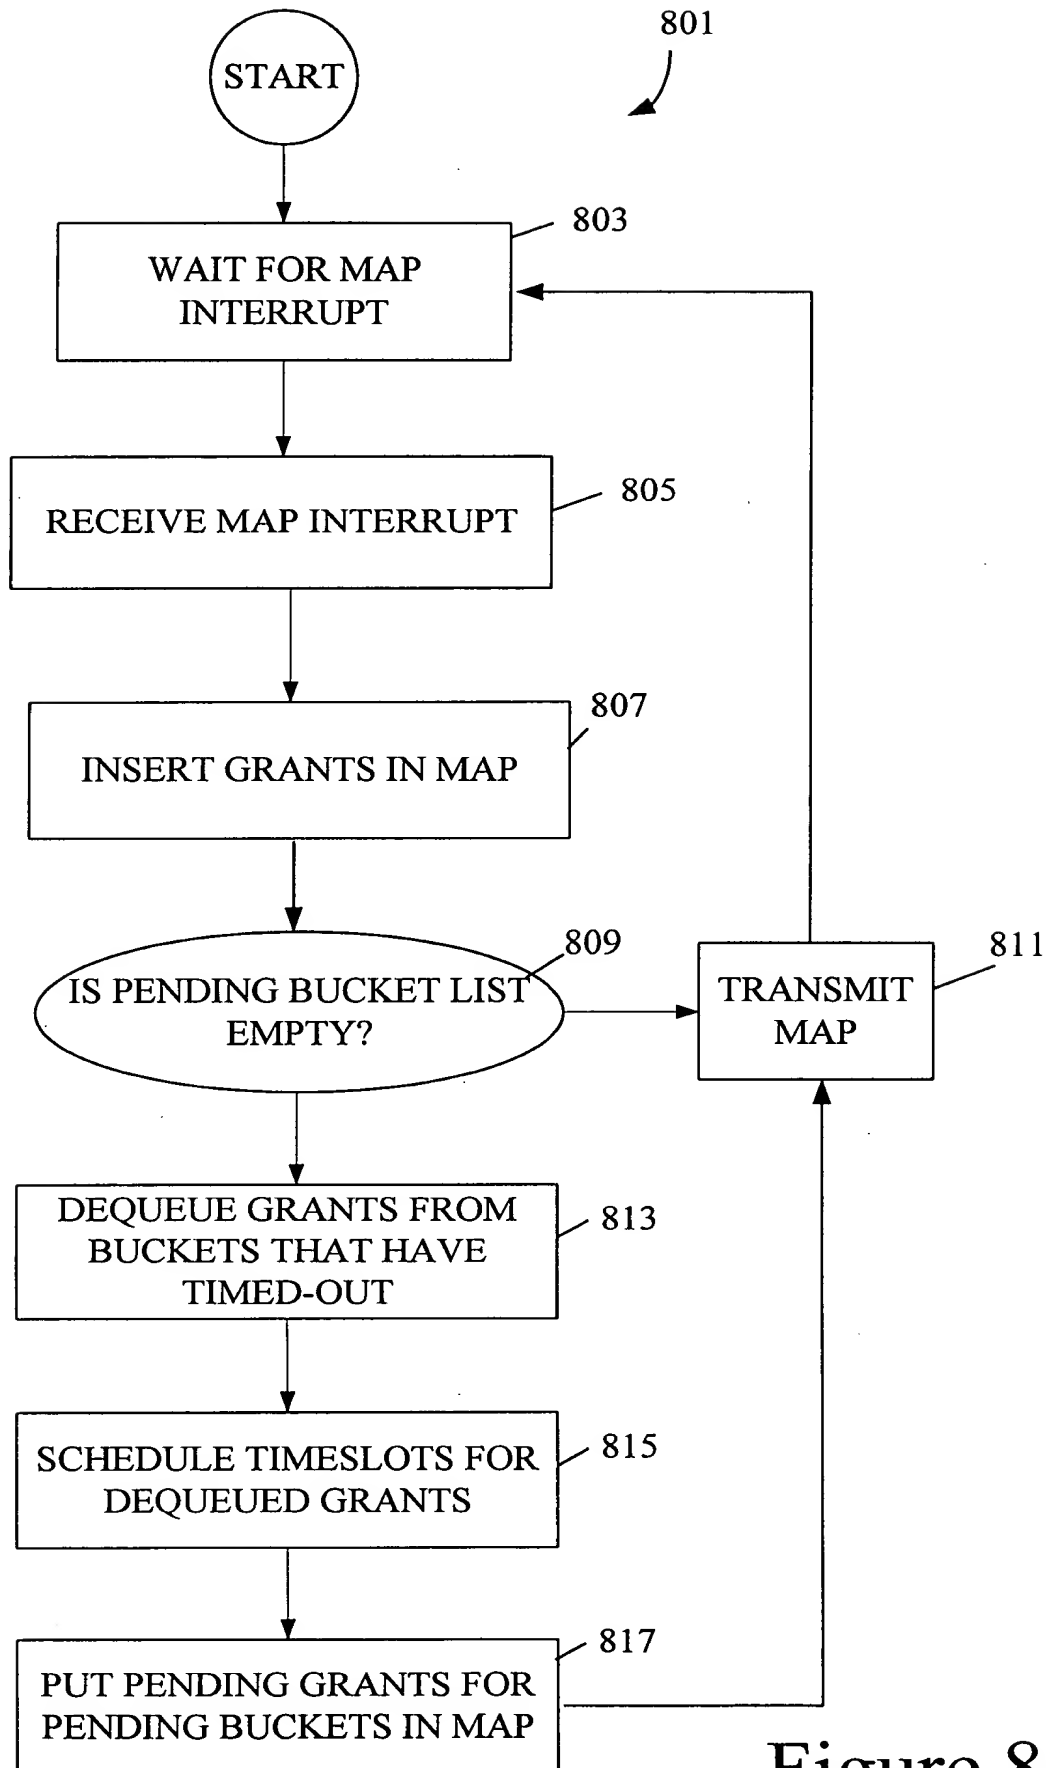 801
START
803
WAIT FOR MAP
INTERRUPT
805
RECEIVE MAP INTERRUPT
807
INSERT GRANTS IN MAP
809
IS PENDING BUCKET LIST
EMPTY?
811
TRANSMIT
MAP
813
DEQUEUE GRANTS FROM
BUCKETS THAT HAVE
TIMED-OUT
815
SCHEDULE TIMESLOTS FOR
DEQUEUED GRANTS
817
PUT PENDING GRANTS FOR
PENDING BUCKETS IN MAP
Figure 8